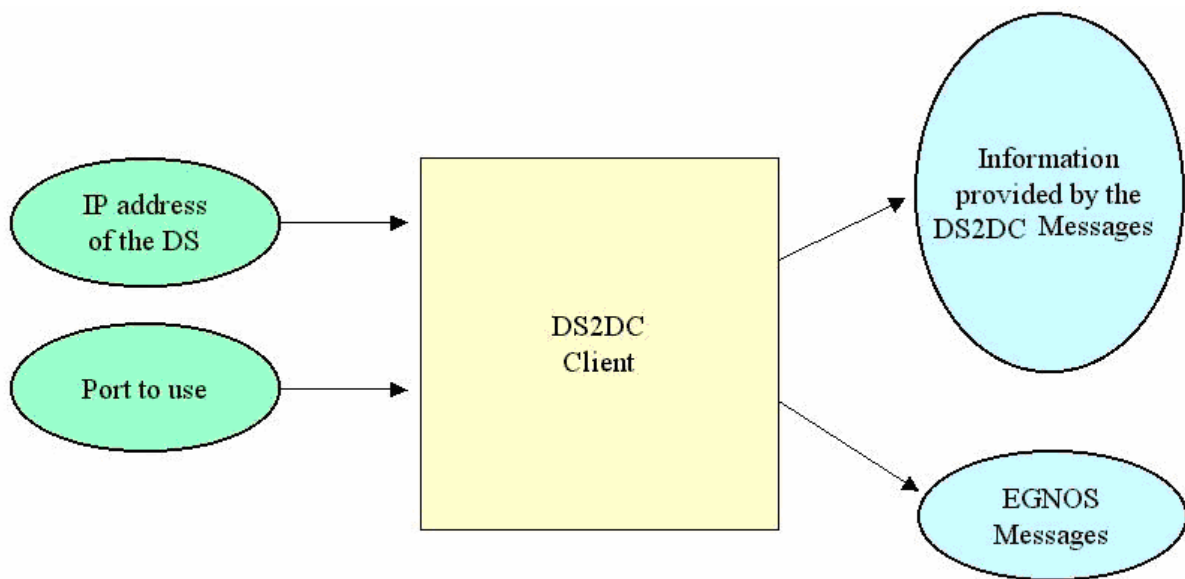 IP address
of the DS
Port to use
DS2DC
Client
Information
provided by the
DS2DC Messages
EGNOS
Messages